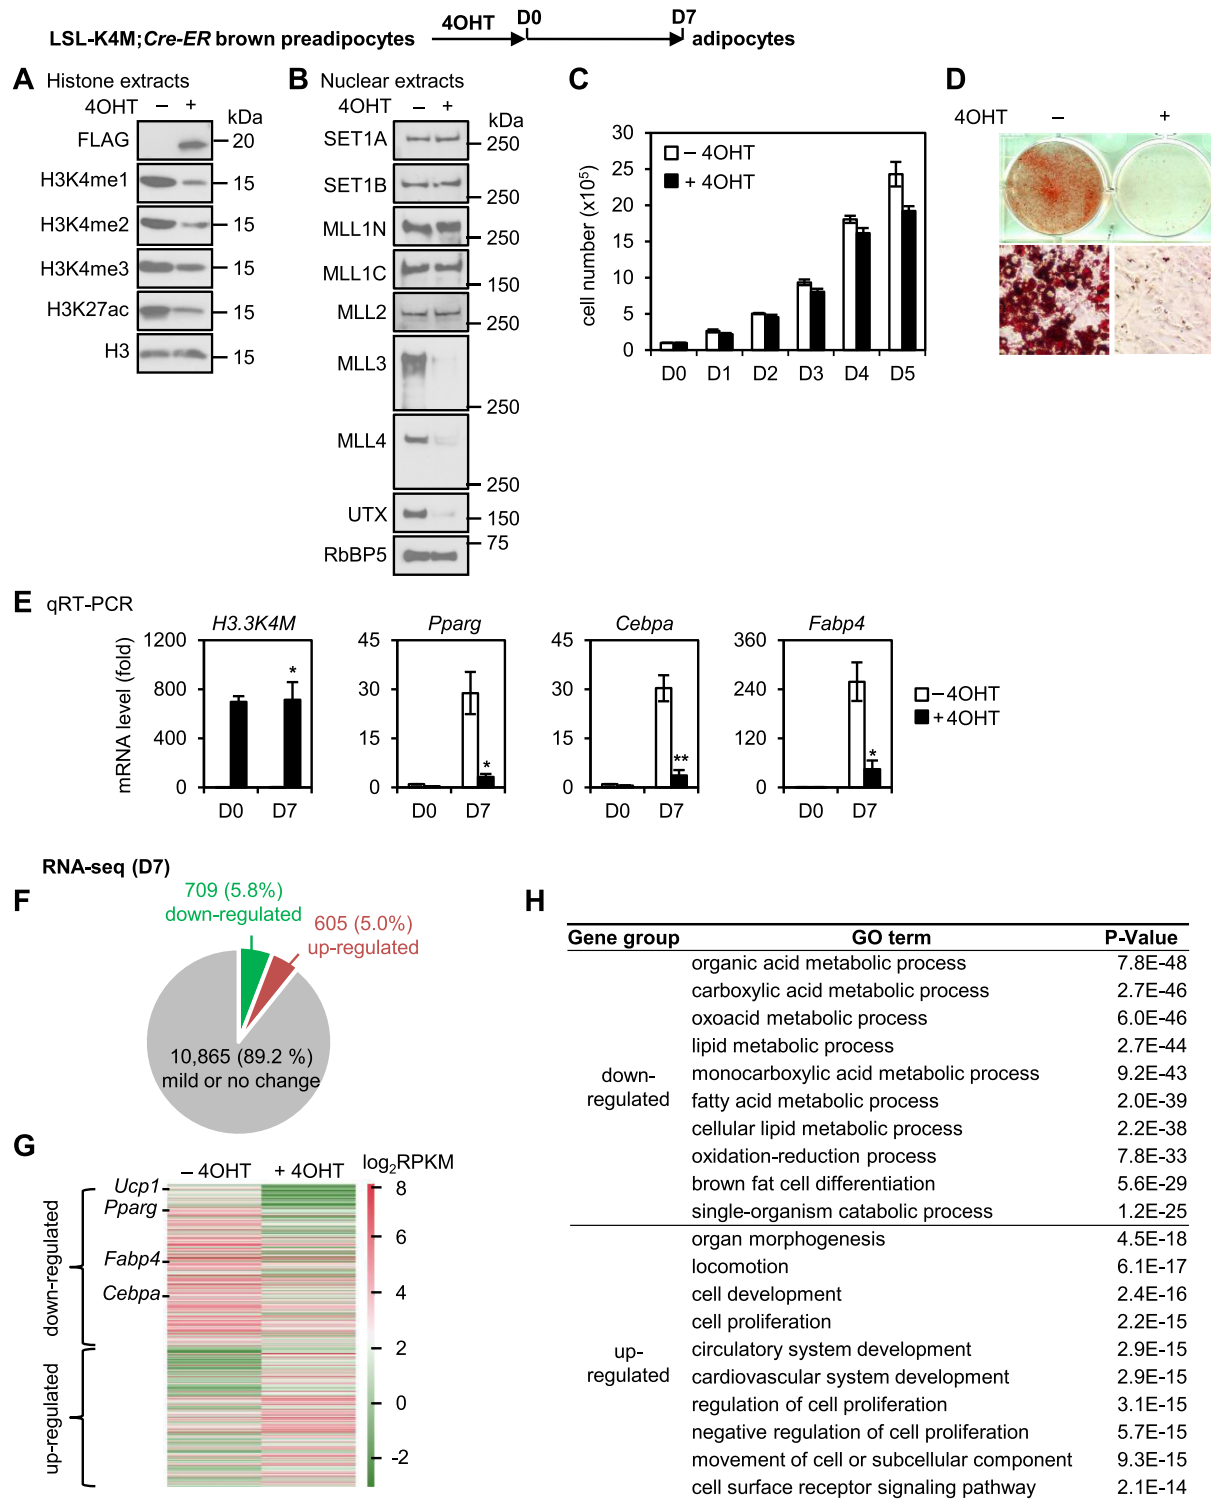 4OHT D0 D7
LSL-K4M;Cre-ER brown preadipocytes adipocytes
A Histone extracts
4OHT – + kDa
FLAG 20
H3K4me1 15
H3K4me2 15
H3K4me3 15
H3K27ac 15
H3 15
B Nuclear extracts
4OHT – + kDa
SET1A 250
SET1B 250
MLL1N 250
MLL1C 150
MLL2 250
MLL3 250
MLL4 250
UTX 150
RbBP5 75
C
cell number (x10⁵)
30
25
20
15
10
5
0
– 4OHT
+ 4OHT
D0 D1 D2 D3 D4 D5
D
4OHT – +
E qRT-PCR
mRNA level (fold)
H3.3K4M
1200
800
400
0
*
D0 D7
Pparg
45
30
15
0
*
D0 D7
Cebpa
45
30
15
0
**
D0 D7
Fabp4
360
240
120
0
*
D0 D7
– 4OHT
+ 4OHT
RNA-seq (D7)
F
709 (5.8%)
down-regulated
605 (5.0%)
up-regulated
10,865 (89.2 %)
mild or no change
G
– 4OHT + 4OHT log₂RPKM
down-regulated
Ucp1
Pparg
Fabp4
Cebpa
up-regulated
8
6
4
2
0
-2
H
Gene group GO term P-Value
down-
regulated
organic acid metabolic process 7.8E-48
carboxylic acid metabolic process 2.7E-46
oxoacid metabolic process 6.0E-46
lipid metabolic process 2.7E-44
monocarboxylic acid metabolic process 9.2E-43
fatty acid metabolic process 2.0E-39
cellular lipid metabolic process 2.2E-38
oxidation-reduction process 7.8E-33
brown fat cell differentiation 5.6E-29
single-organism catabolic process 1.2E-25
up-
regulated
organ morphogenesis 4.5E-18
locomotion 6.1E-17
cell development 2.4E-16
cell proliferation 2.2E-15
circulatory system development 2.9E-15
cardiovascular system development 2.9E-15
regulation of cell proliferation 3.1E-15
negative regulation of cell proliferation 5.7E-15
movement of cell or subcellular component 9.3E-15
cell surface receptor signaling pathway 2.1E-14